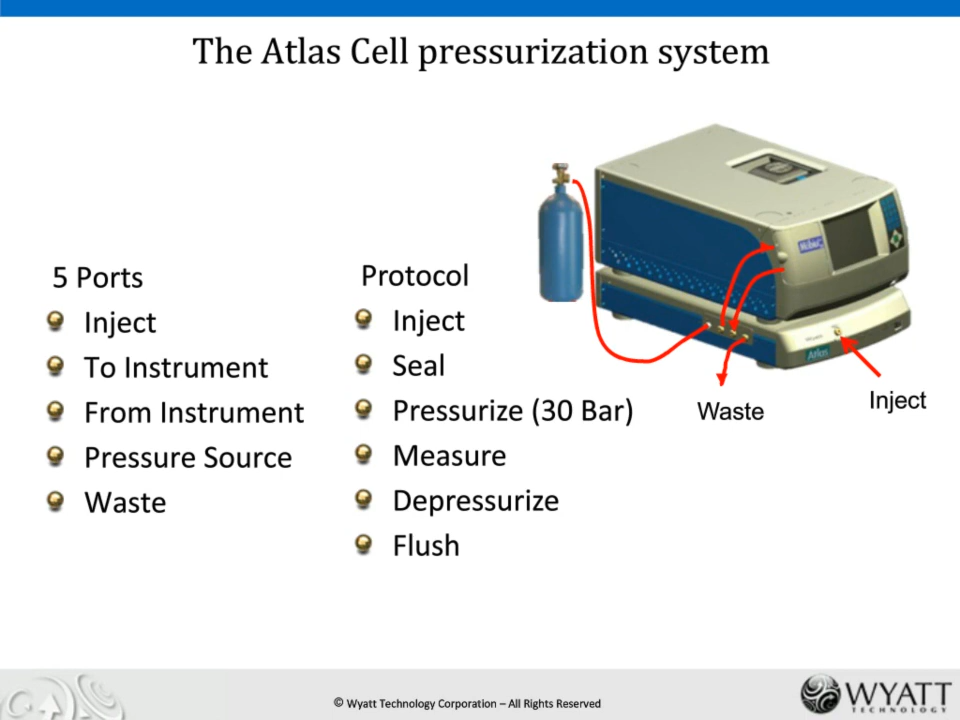 The Atlas Cell pressurization system
5 Ports
Inject
To Instrument
From Instrument
Pressure Source
Waste
Protocol
Inject
Seal
Pressurize (30 Bar)
Measure
Depressurize
Flush
Atlas
Waste
Inject
© Wyatt Technology Corporation – All Rights Reserved
WYATT
TECHNOLOGY